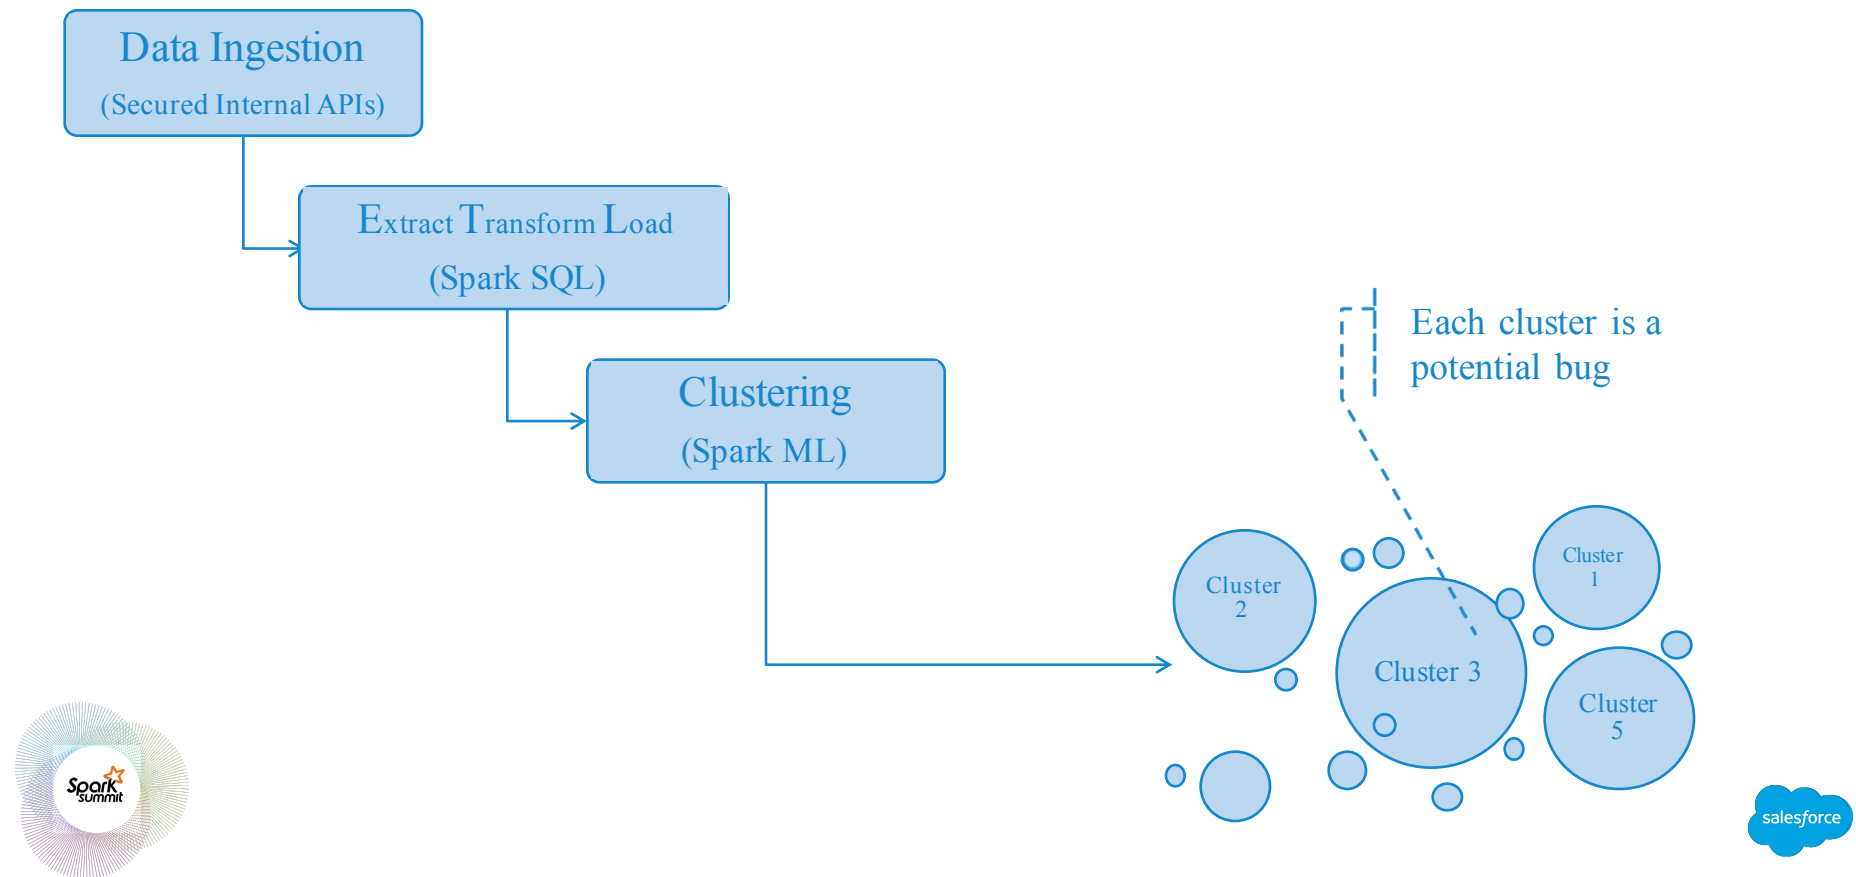 Data Ingestion
(Secured Internal APIs)
Extract Transform Load
(Spark SQL)
Clustering
(Spark ML)
Each cluster is a
potential bug
Cluster
2
Cluster
1
Cluster 3
Cluster
5
Spark
SUMMIT
salesforce